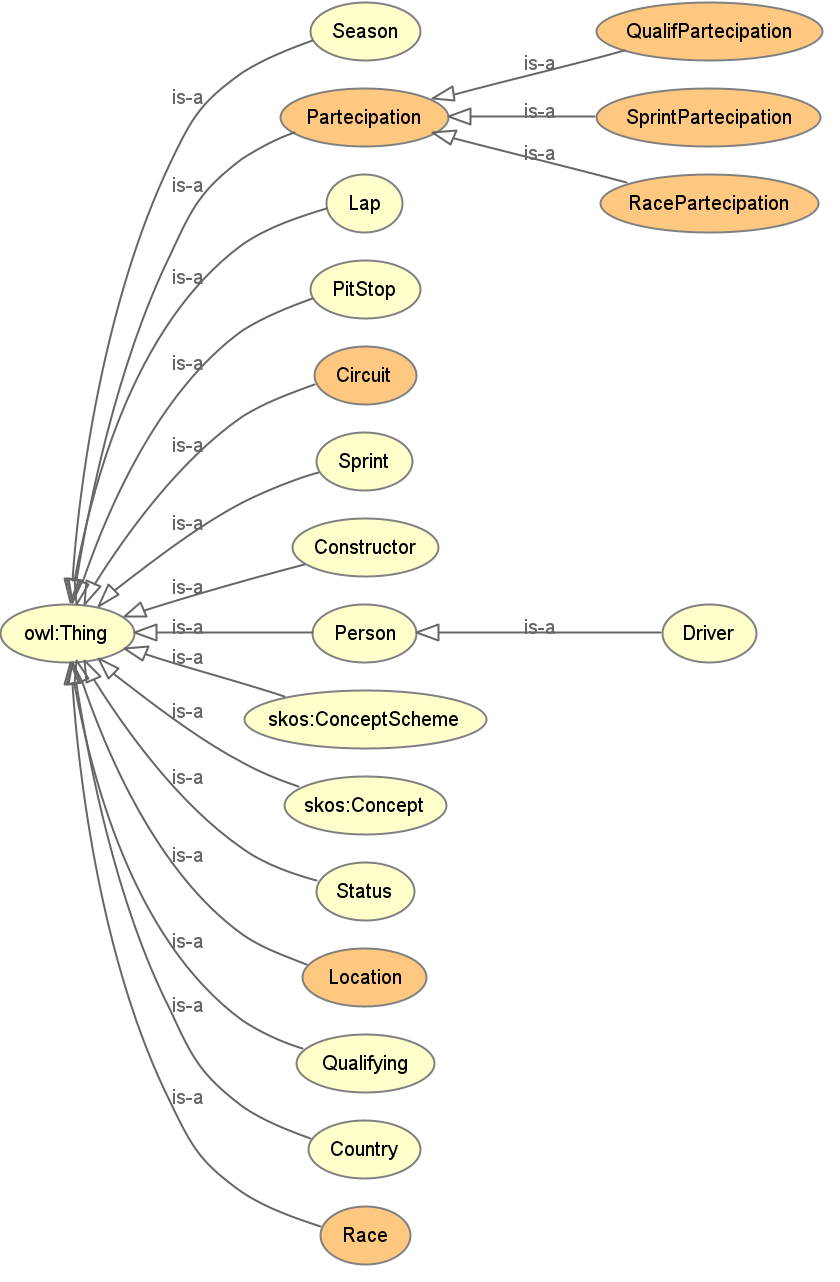 Season
QualifPartecipation
is-a
is-a
Partecipation
is-a
SprintPartecipation
is-a
is-a
Lap
RacePartecipation
is-a
PitStop
is-a
Circuit
is-a
Sprint
is-a
Constructor
is-a
owl:Thing
is-a
Person
is-a
Driver
is-a
skos:ConceptScheme
is-a
skos:Concept
is-a
Status
is-a
Location
is-a
Qualifying
is-a
Country
is-a
Race